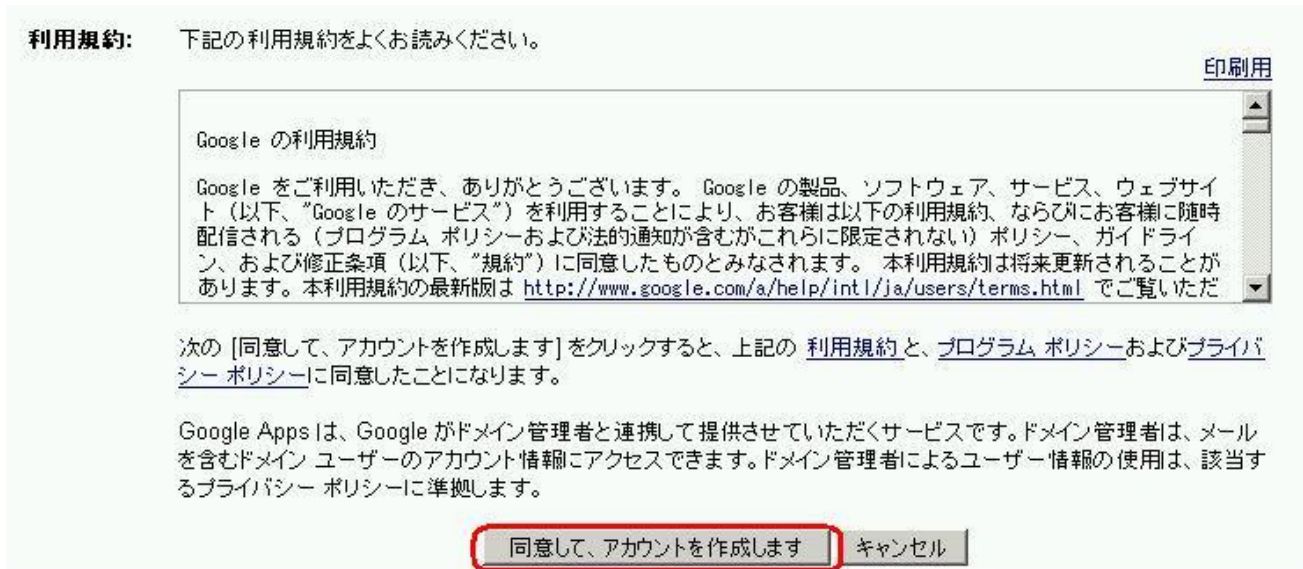 利用規約: 下記の利用規約をよくお読みください。
印刷用
Google の利用規約
Google をご利用いただき、ありがとうございます。 Google の製品、ソフトウェア、サービス、ウェブサイ
ト（以下、"Google のサービス"）を利用することにより、お客様は以下の利用規約、ならびにお客様に随時
配信される（プログラム ポリシーおよび法的通知が含むがこれらに限定されない）ポリシー、ガイドライ
ン、および修正条項（以下、"規約"）に同意したものとみなされます。 本利用規約は将来更新されることが
あります。本利用規約の最新版は http://www.google.com/a/help/intl/ja/users/terms.html でご覧いただ
次の [同意して、アカウントを作成します] をクリックすると、上記の 利用規約 と、プログラム ポリシーおよびプライバ
シー ポリシーに同意したことになります。
Google Apps は、Google がドメイン管理者と連携して提供させていただくサービスです。ドメイン管理者は、メール
を含むドメイン ユーザーのアカウント情報にアクセスできます。ドメイン管理者によるユーザー情報の使用は、該当す
るプライバシー ポリシーに準拠します。
同意して、アカウントを作成します キャンセル